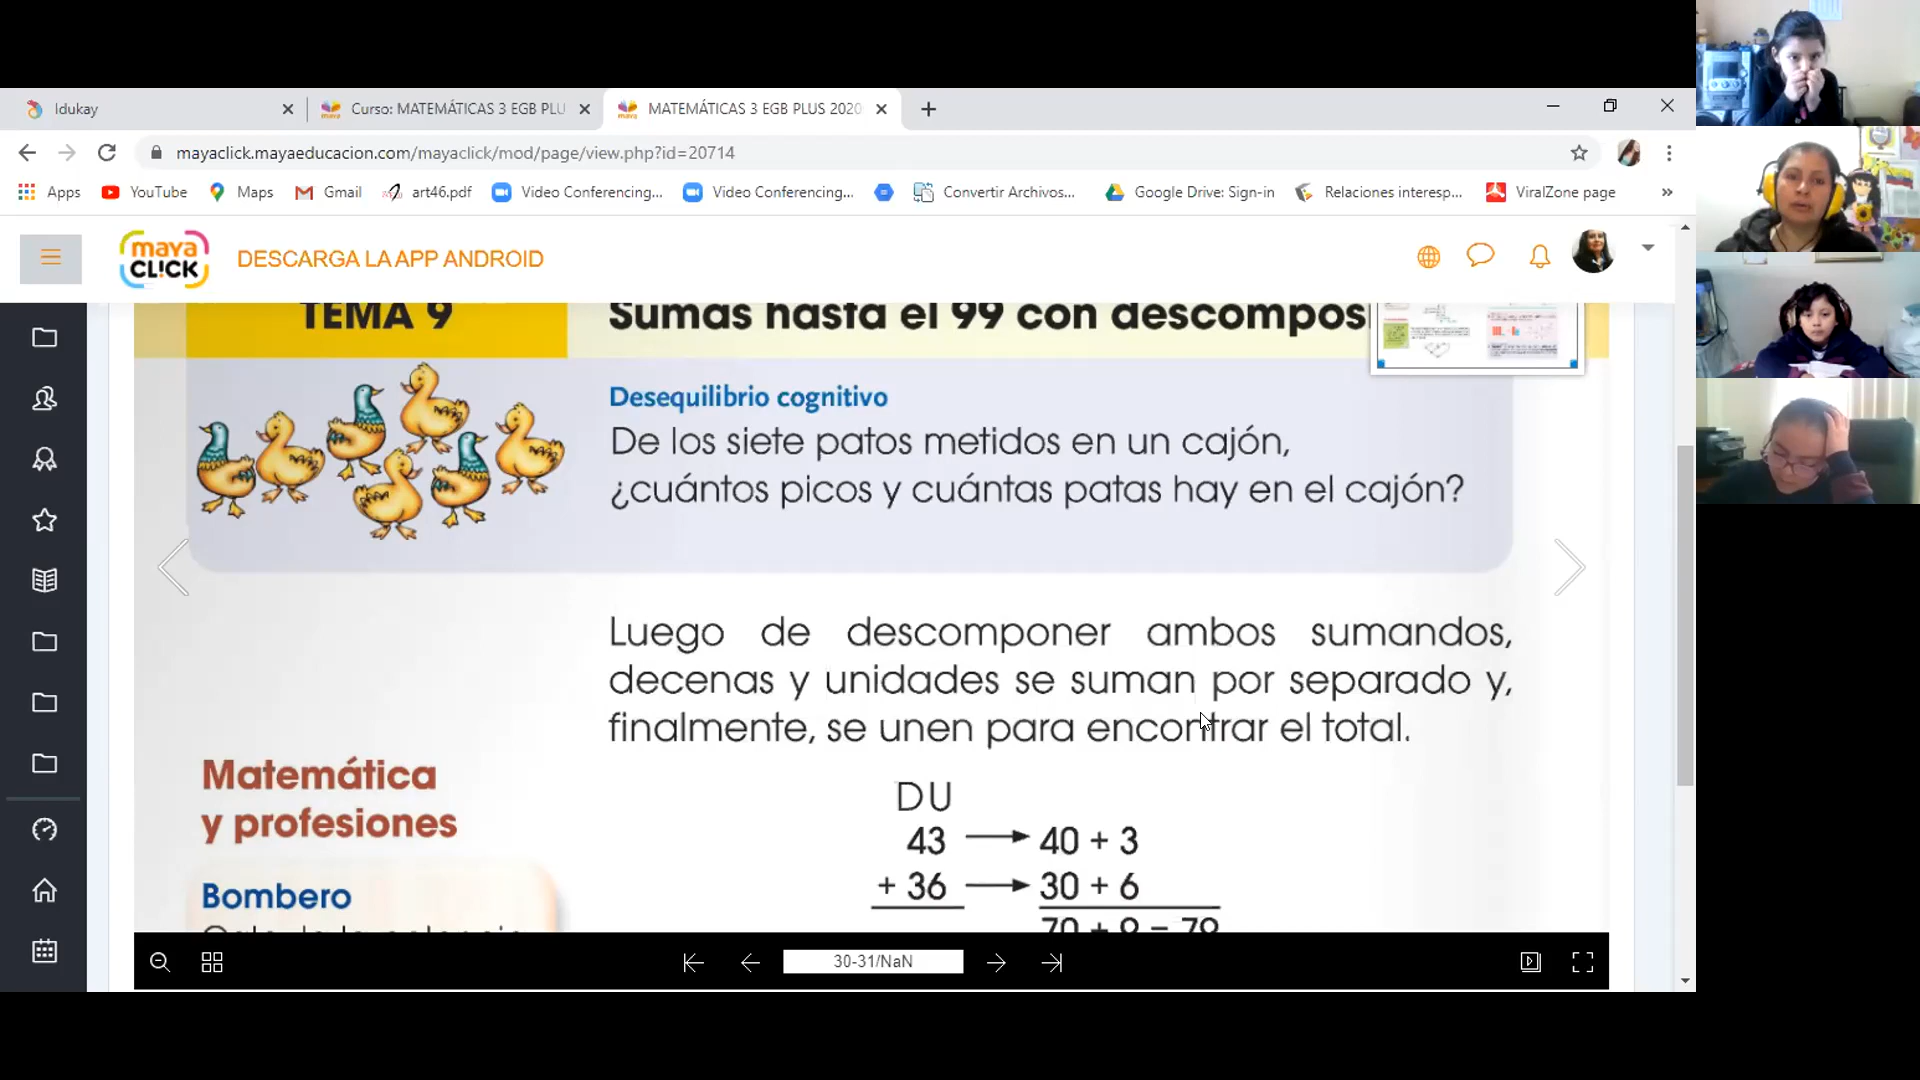 Idukay
Curso: MATEMÁTICAS 3 EGB PLU
MATEMÁTICAS 3 EGB PLUS 2020
mayaclick.mayaeducacion.com/mayaclick/mod/page/view.php?id=20714
Apps
YouTube
Maps
Gmail
art46.pdf
Video Conferencing...
Video Conferencing...
Convertir Archivos...
Google Drive: Sign-in
Relaciones interesp...
ViralZone page
»
maya
CL!CK
DESCARGA LA APP ANDROID
TEMA 9
Sumas hasta el 99 con descompos
Desequilibrio cognitivo
De los siete patos metidos en un cajón,
¿cuántos picos y cuántas patas hay en el cajón?
Luego de descomponer ambos sumandos,
decenas y unidades se suman por separado y,
finalmente, se unen para encontrar el total.
Matemática
y profesiones
D U
43 → 40 + 3
+ 36 → 30 + 6
70 + 9 = 79
Bombero
30-31/NaN